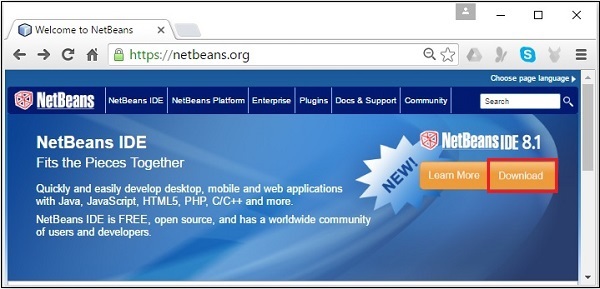 Welcome to NetBeans
https://netbeans.org
Choose page language
NetBeans
NetBeans IDE
NetBeans Platform
Enterprise
Plugins
Docs & Support
Community
Search
NetBeans IDE
Fits the Pieces Together
Quickly and easily develop desktop, mobile and web applications
with Java, JavaScript, HTML5, PHP, C/C++ and more.
NetBeans IDE is FREE, open source, and has a worldwide community
of users and developers.
NEW!
NetBeans IDE 8.1
Learn More
Download